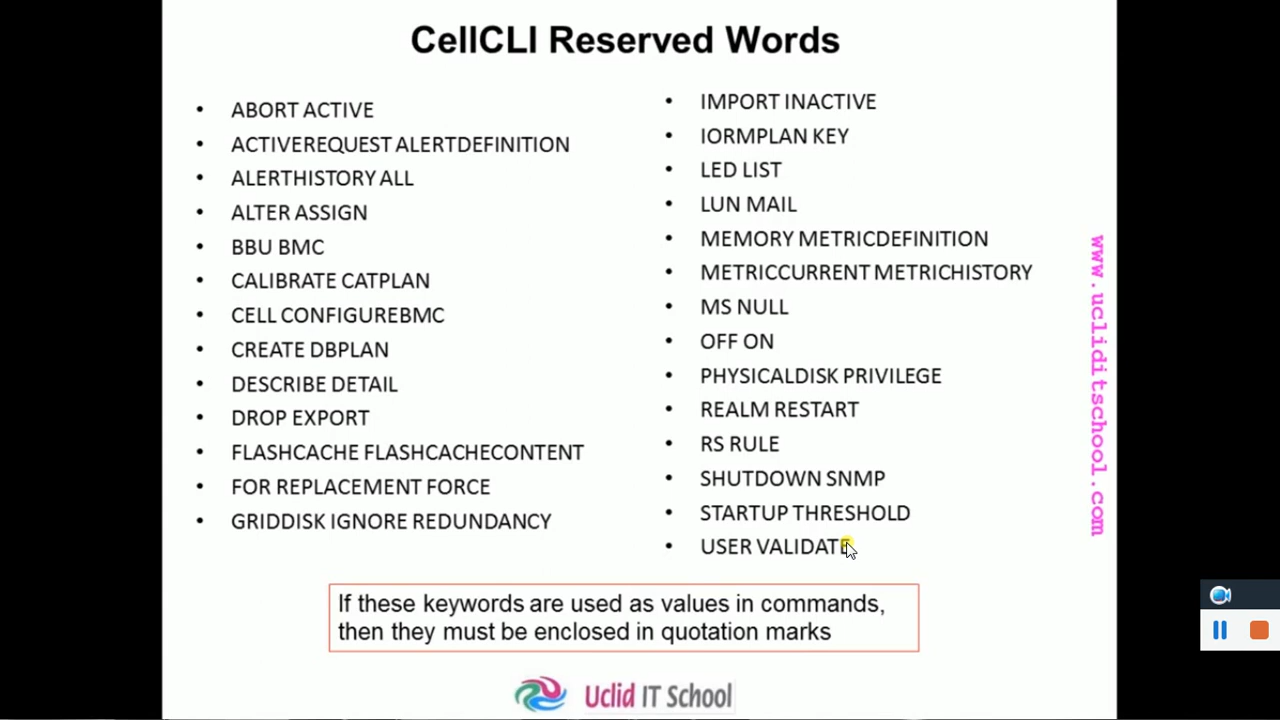 CellCLI Reserved Words
• ABORT ACTIVE
• ACTIVEREQUEST ALERTDEFINITION
• ALERTHISTORY ALL
• ALTER ASSIGN
• BBU BMC
• CALIBRATE CATPLAN
• CELL CONFIGUREBMC
• CREATE DBPLAN
• DESCRIBE DETAIL
• DROP EXPORT
• FLASHCACHE FLASHCACHECONTENT
• FOR REPLACEMENT FORCE
• GRIDDISK IGNORE REDUNDANCY
• IMPORT INACTIVE
• IORMPLAN KEY
• LED LIST
• LUN MAIL
• MEMORY METRICDEFINITION
• METRICCURRENT METRICHISTORY
• MS NULL
• OFF ON
• PHYSICALDISK PRIVILEGE
• REALM RESTART
• RS RULE
• SHUTDOWN SNMP
• STARTUP THRESHOLD
• USER VALIDATE
www.ucliditschool.com
If these keywords are used as values in commands,
then they must be enclosed in quotation marks
Uclid IT School